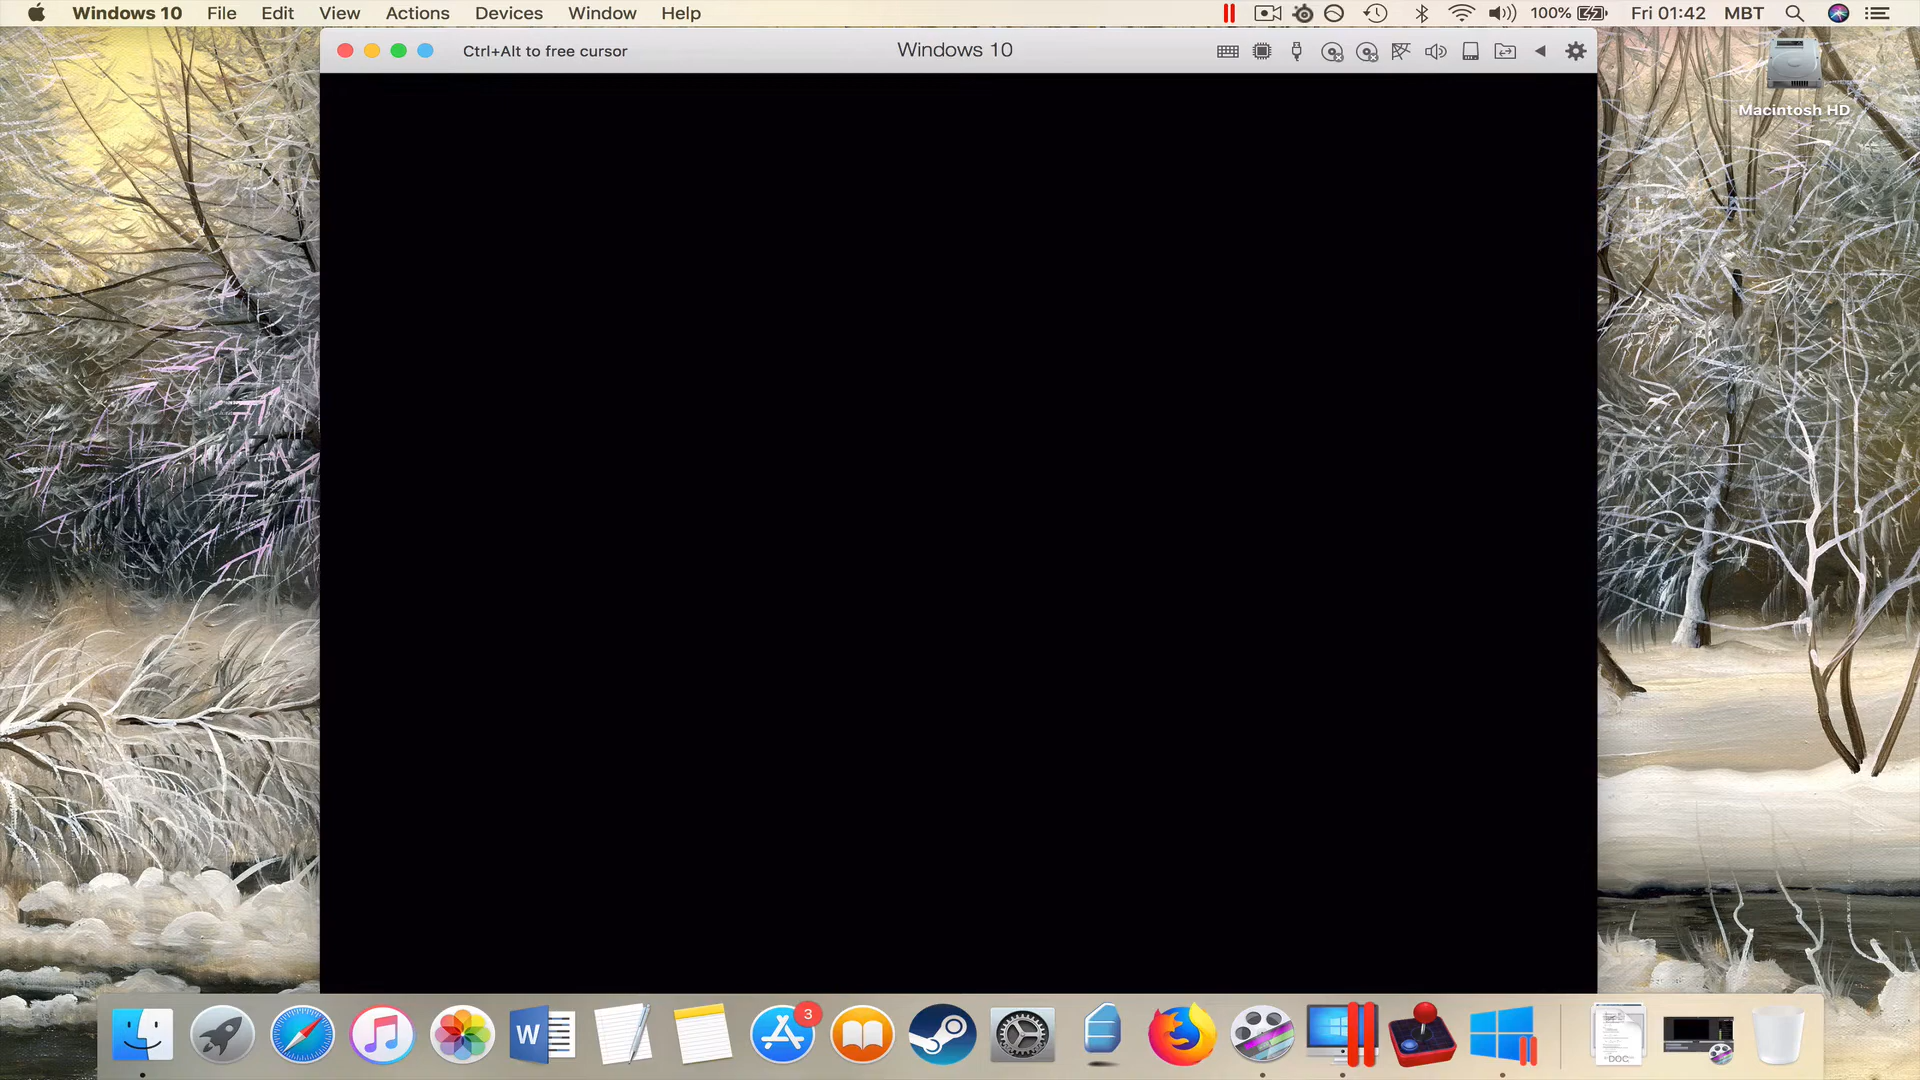 Windows 10 File Edit View Actions Devices Window Help 100% Fri 01:42 MBT
Ctrl+Alt to free cursor Windows 10
Macintosh HD
3
W
DOC